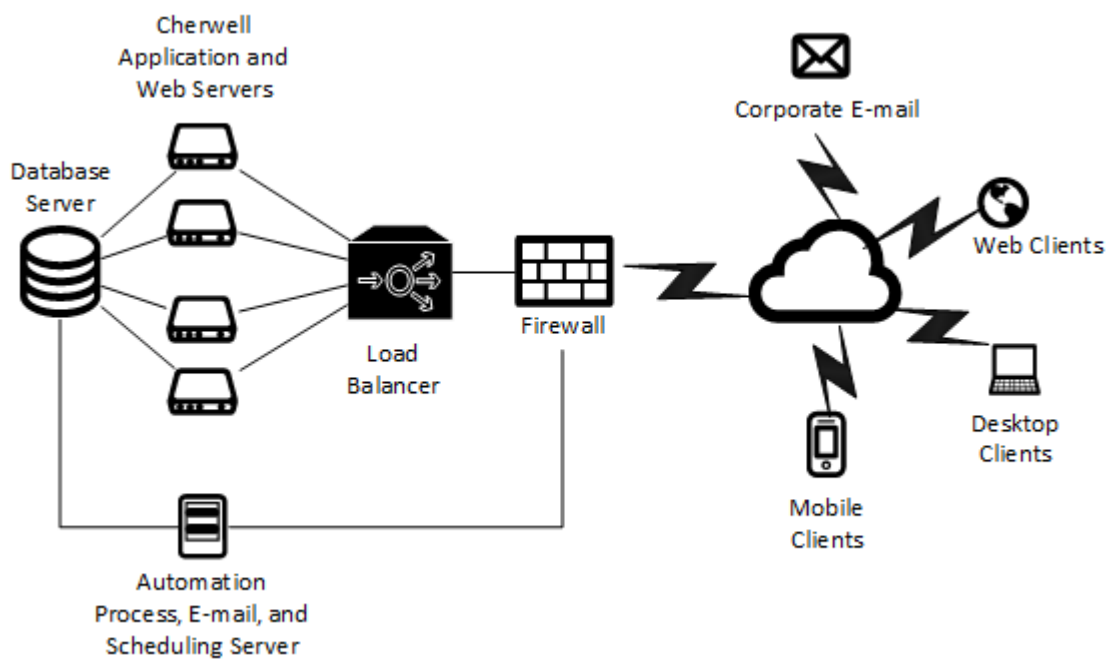 Cherwell
Application and
Web Servers
Database
Server
Load
Balancer
Firewall
Corporate E-mail
Web Clients
Desktop
Clients
Mobile
Clients
Automation
Process, E-mail, and
Scheduling Server